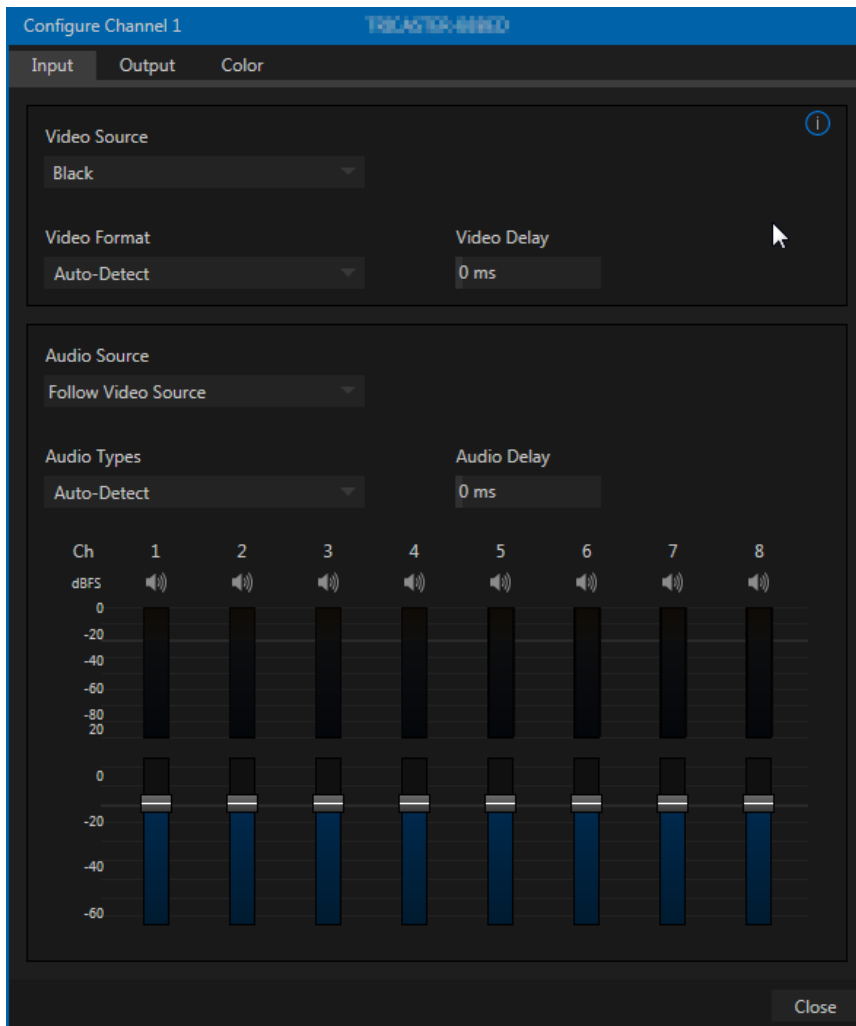 Configure Channel 1
Input Output Color
Video Source
Black
Video Format Video Delay
Auto-Detect 0 ms
Audio Source
Follow Video Source
Audio Types Audio Delay
Auto-Detect 0 ms
Ch 1 2 3 4 5 6 7 8
dBFS
0
-20
-40
-60
-80
20
0
-20
-40
-60
Close